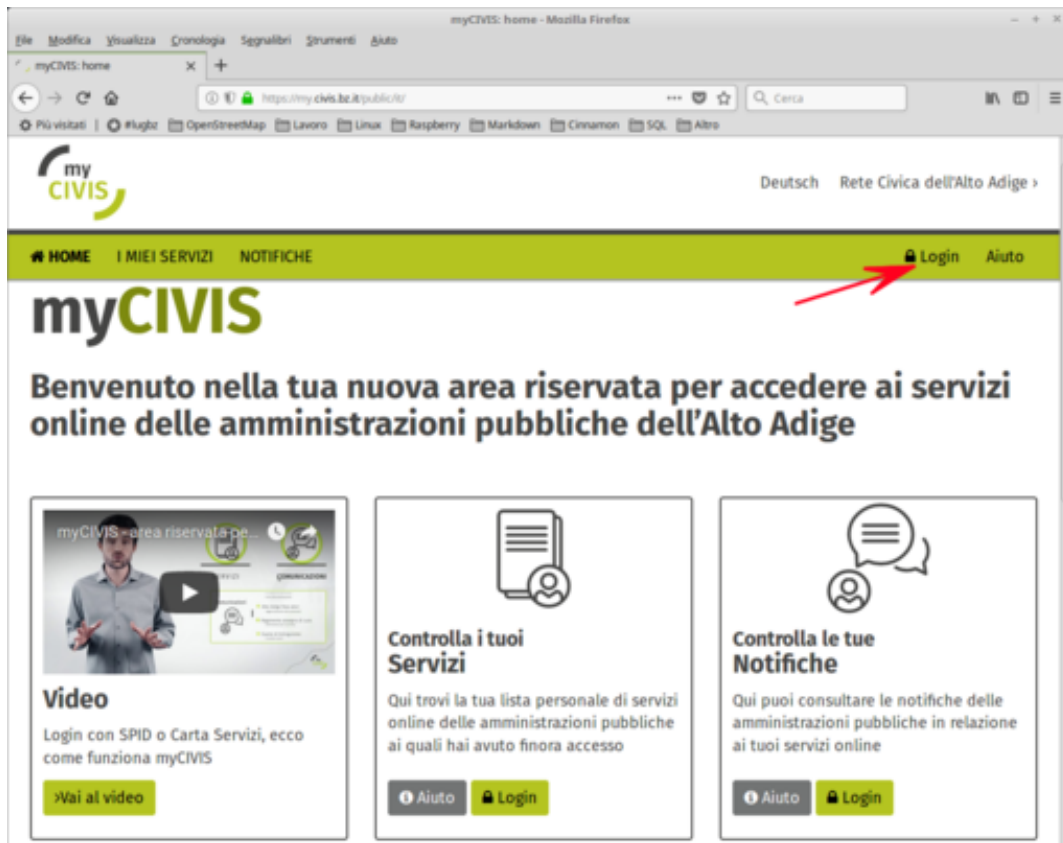 myCIVIS: home - Mozilla Firefox
File Modifica Visualizza Cronologia Segnalibri Strumenti Aiuto
myCIVIS: home
https://my.civis.bz.it/public/it/
Cerca
Più visitati #lugbz OpenStreetMap Lavoro Linux Raspberry Markdown Cinnamon SQL Altro
my
CIVIS
Deutsch Rete Civica dell'Alto Adige ›
HOME I MIEI SERVIZI NOTIFICHE Login Aiuto
myCIVIS
Benvenuto nella tua nuova area riservata per accedere ai servizi
online delle amministrazioni pubbliche dell'Alto Adige
myCIVIS - area riservata pe...
COMUNICAZIONI
Video
Login con SPID o Carta Servizi, ecco
come funziona myCIVIS
›Vai al video
Controlla i tuoi
Servizi
Qui trovi la tua lista personale di servizi
online delle amministrazioni pubbliche
ai quali hai avuto finora accesso
Aiuto Login
Controlla le tue
Notifiche
Qui puoi consultare le notifiche delle
amministrazioni pubbliche in relazione
ai tuoi servizi online
Aiuto Login